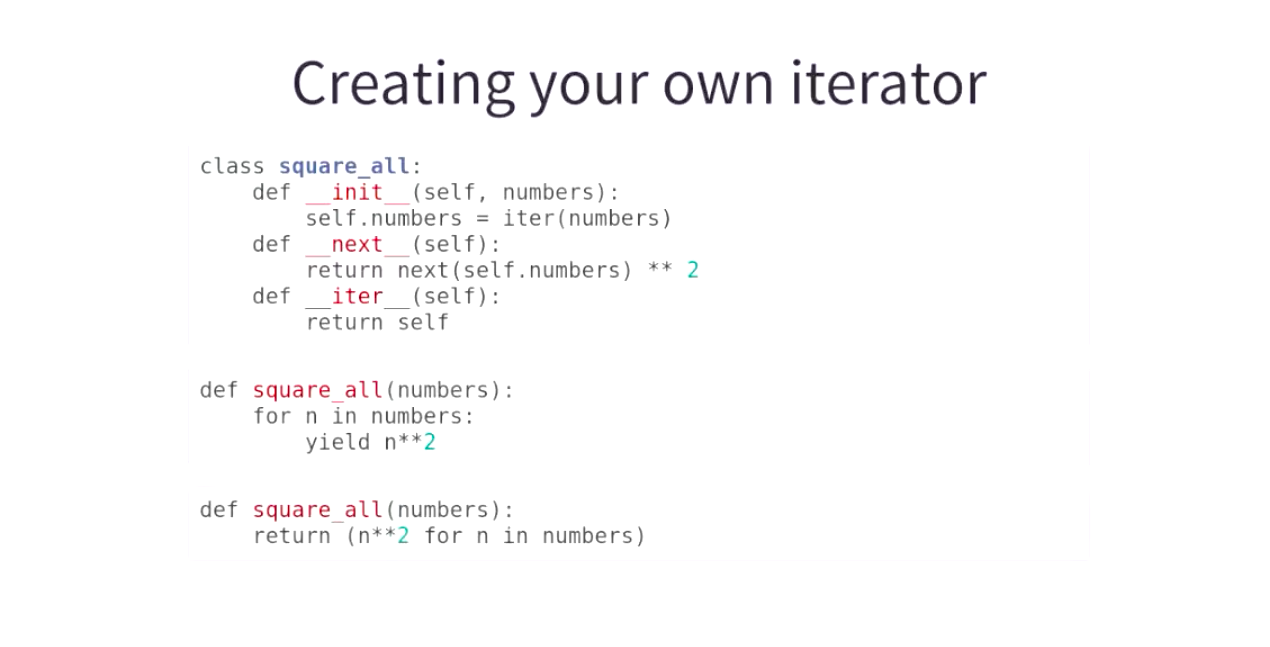 Creating your own iterator
class square_all:
    def __init__(self, numbers):
        self.numbers = iter(numbers)
    def __next__(self):
        return next(self.numbers) ** 2
    def __iter__(self):
        return self
def square_all(numbers):
    for n in numbers:
        yield n**2
def square_all(numbers):
    return (n**2 for n in numbers)